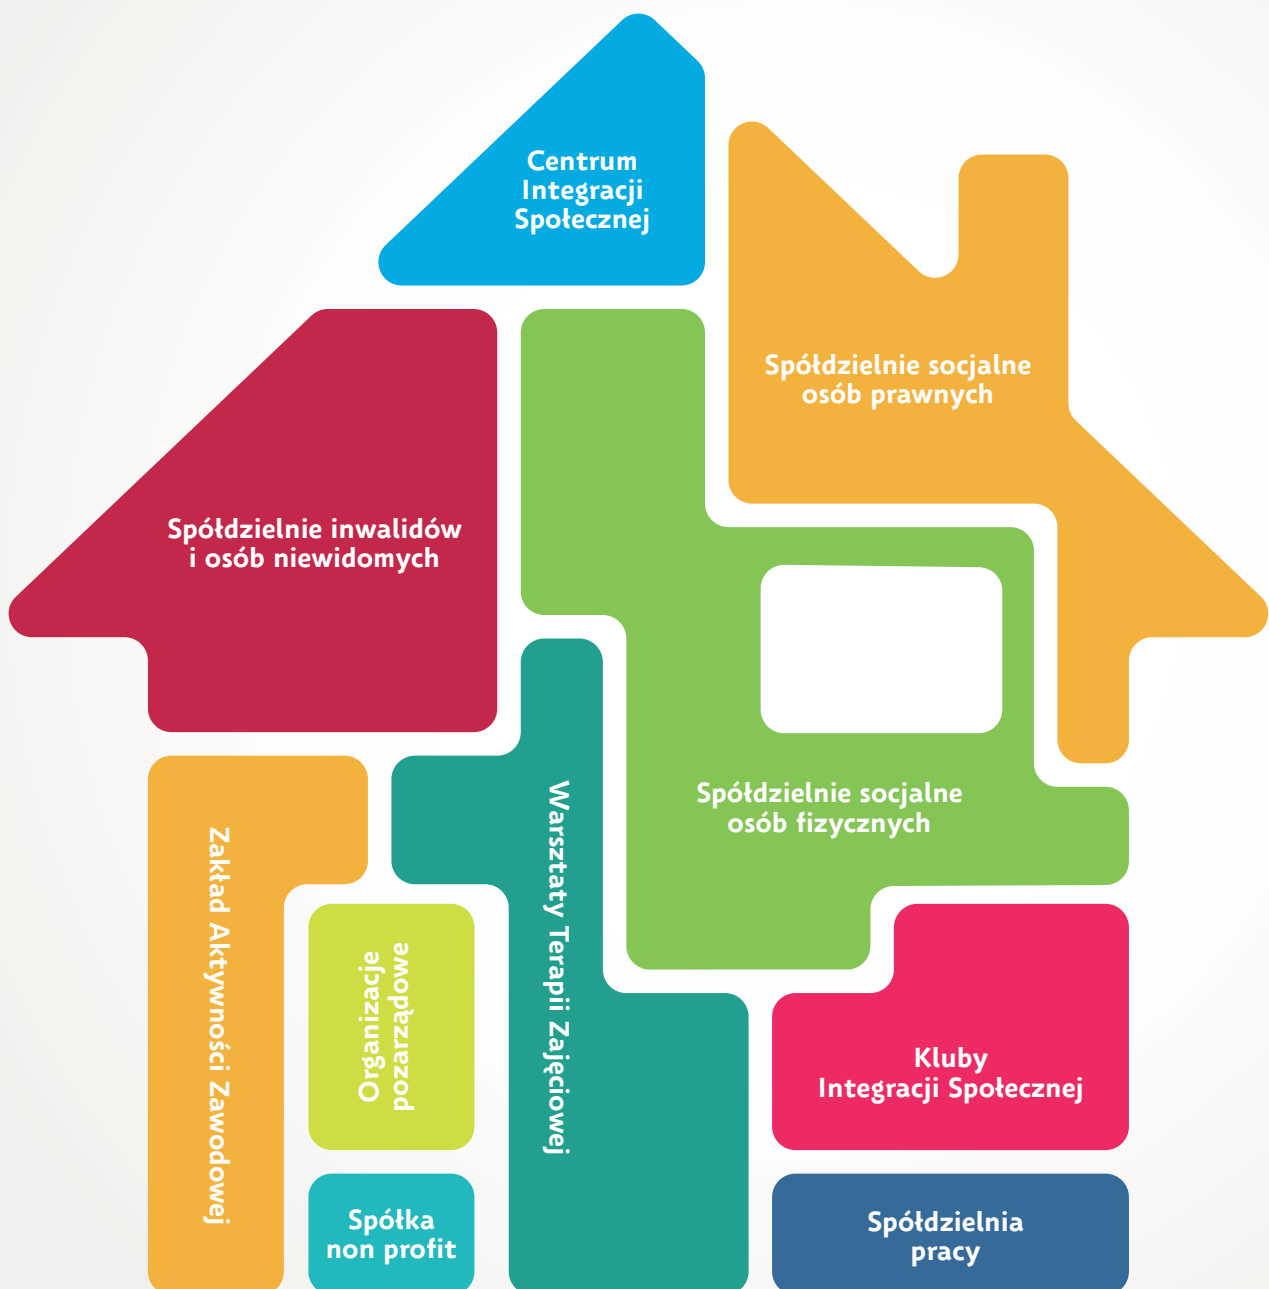 Centrum
Integracji
Społecznej
Spółdzielnie socjalne
osób prawnych
Spółdzielnie inwalidów
i osób niewidomych
Spółdzielnie socjalne
osób fizycznych
Zakład Aktywności Zawodowej
Organizacje
pozarządowe
Warsztaty Terapii Zajęciowej
Kluby
Integracji Społecznej
Spółka
non profit
Spółdzielnia
pracy